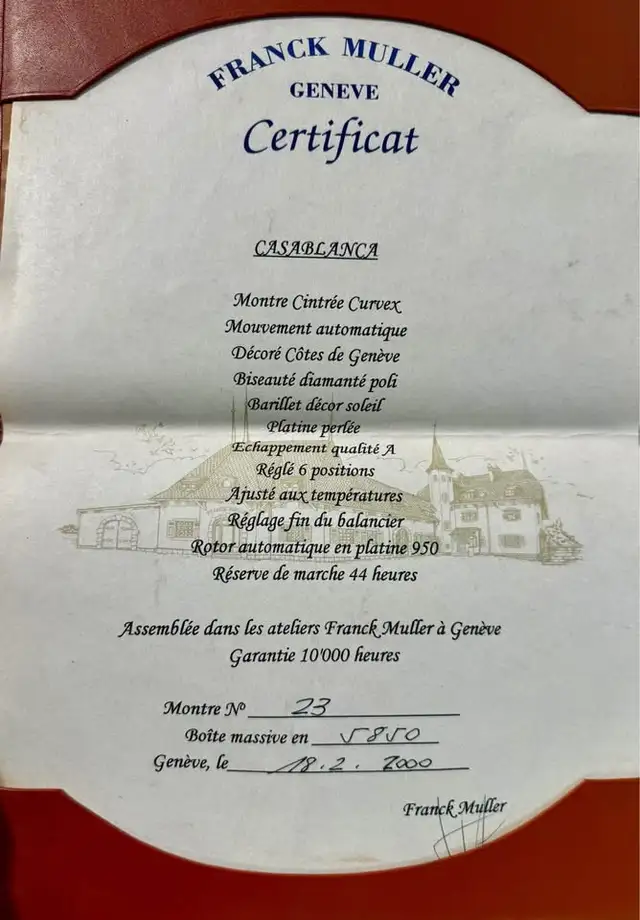 FRANCK MULLER
GENEVE
Certificat
CASABLANCA
Montre Cintrée Curvex
Mouvement automatique
Décoré Côtes de Genève
Biseauté diamanté poli
Barillet décor soleil
Platine perlée
Echappement qualité A
Réglé 6 positions
Ajusté aux températures
Réglage fin du balancier
Rotor automatique en platine 950
Réserve de marche 44 heures
Assemblée dans les ateliers Franck Muller à Genève
Garantie 10'000 heures
Montre Nº 23
Boîte massive en 5850
Genève, le 18.2.2000
Franck Muller